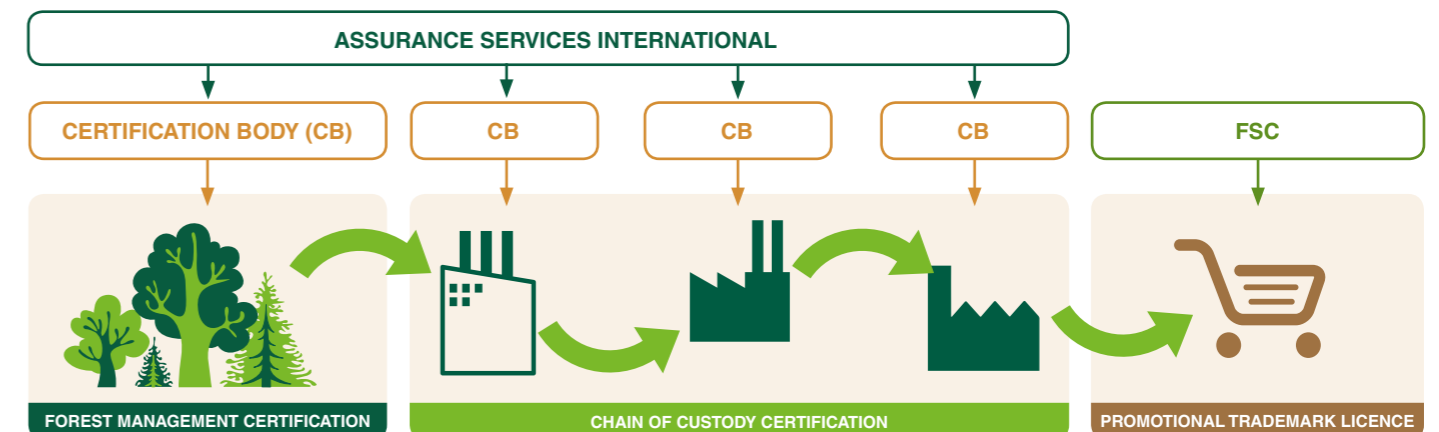 ASSURANCE SERVICES INTERNATIONAL
CERTIFICATION BODY (CB)
CB
CB
CB
FSC
FOREST MANAGEMENT CERTIFICATION
CHAIN OF CUSTODY CERTIFICATION
PROMOTIONAL TRADEMARK LICENCE